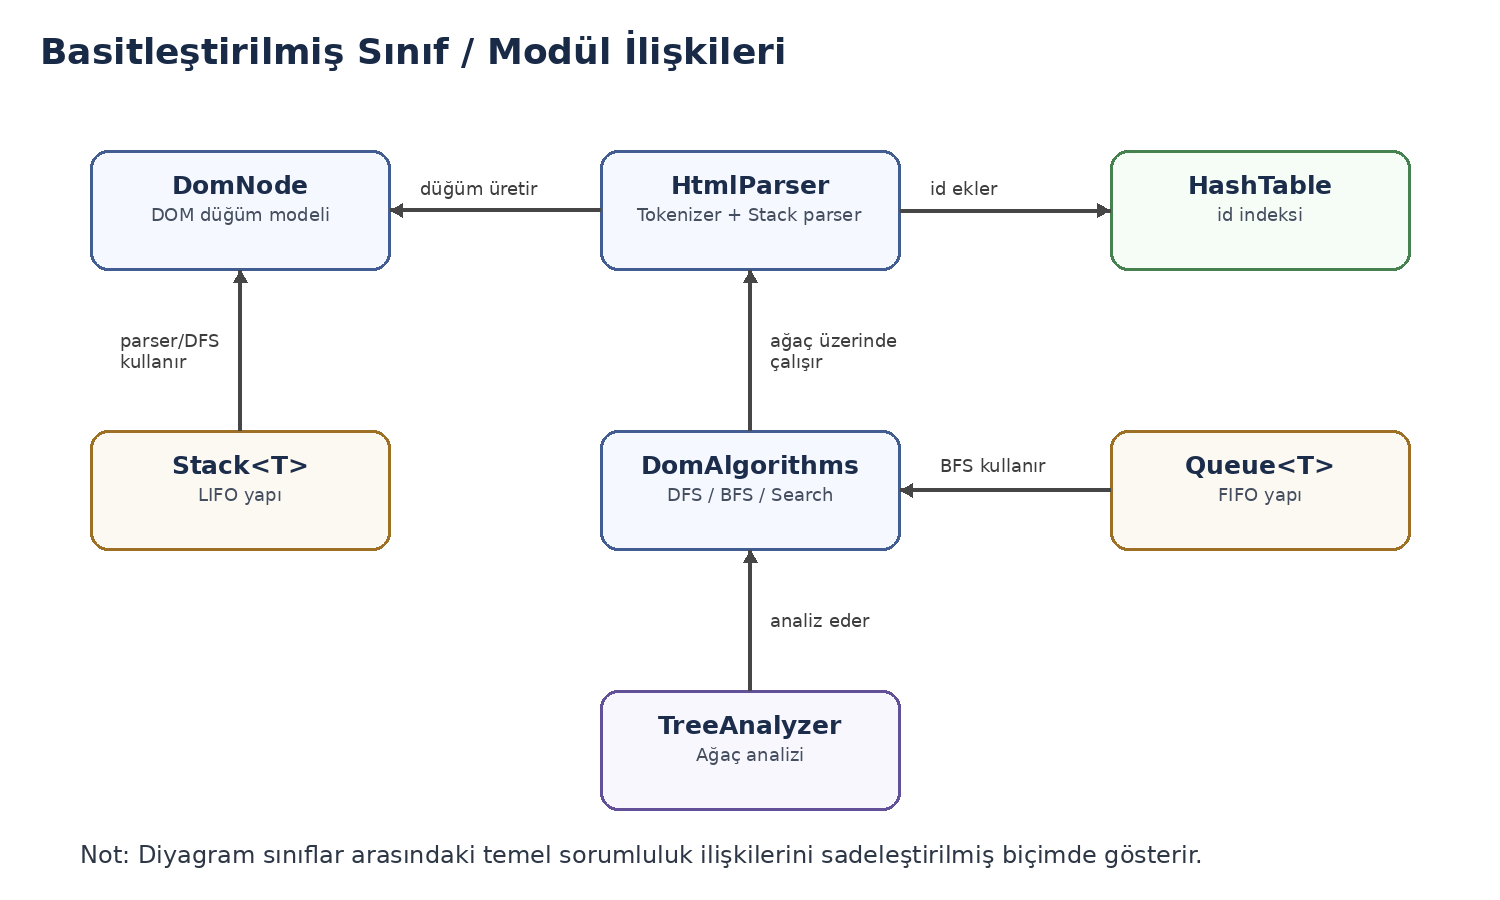 Basitleştirilmiş Sınıf / Modül İlişkileri
DomNode
DOM düğüm modeli
düğüm üretir
HtmlParser
Tokenizer + Stack parser
id ekler
HashTable
id indeksi
parser/DFS
kullanır
ağaç üzerinde
çalışır
Stack<T>
LIFO yapı
DomAlgorithms
DFS / BFS / Search
BFS kullanır
Queue<T>
FIFO yapı
analiz eder
TreeAnalyzer
Ağaç analizi
Not: Diyagram sınıflar arasındaki temel sorumluluk ilişkilerini sadeleştirilmiş biçimde gösterir.